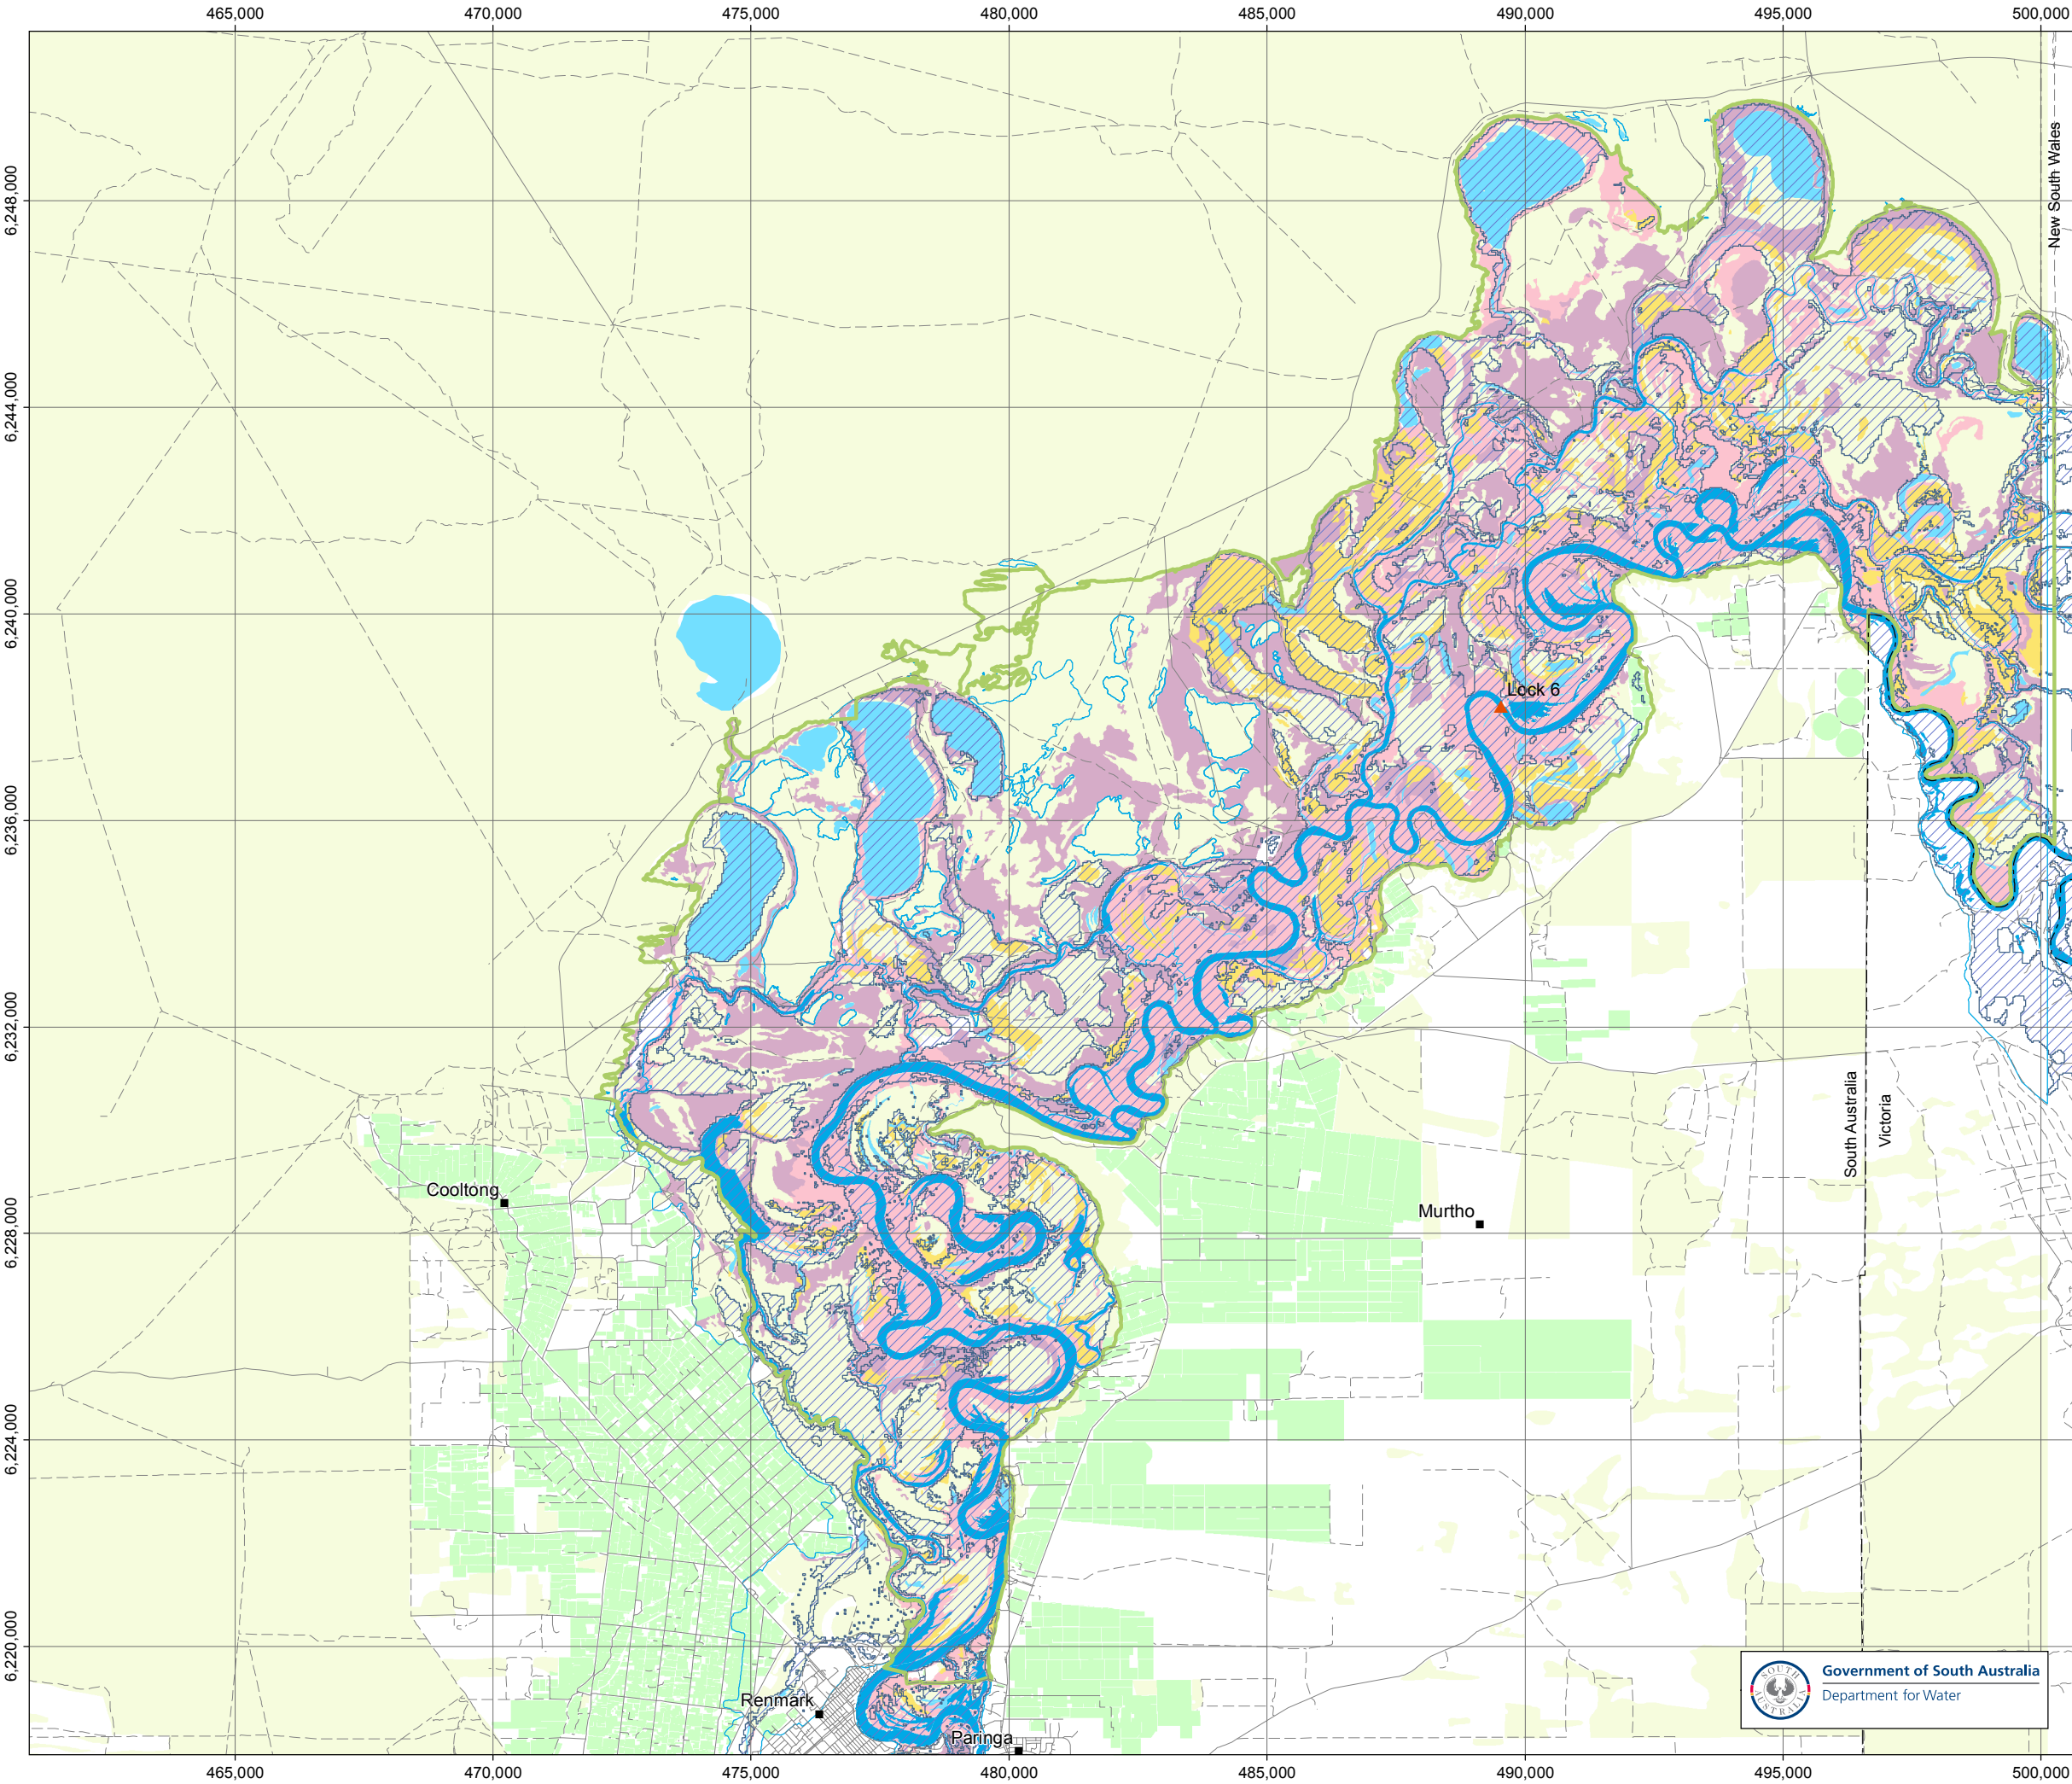 465,000 470,000 475,000 480,000 485,000 490,000 495,000 500,000
New South Wales
6,248,000
6,244,000
6,240,000
Lock 6
6,236,000
6,232,000
South Australia
Victoria
Cooltong
Murtho
6,228,000
6,224,000
6,220,000
SOUTH AUSTRALIA
Government of South Australia
Department for Water
Renmark
Paringa
465,000 470,000 475,000 480,000 485,000 490,000 495,000 500,000